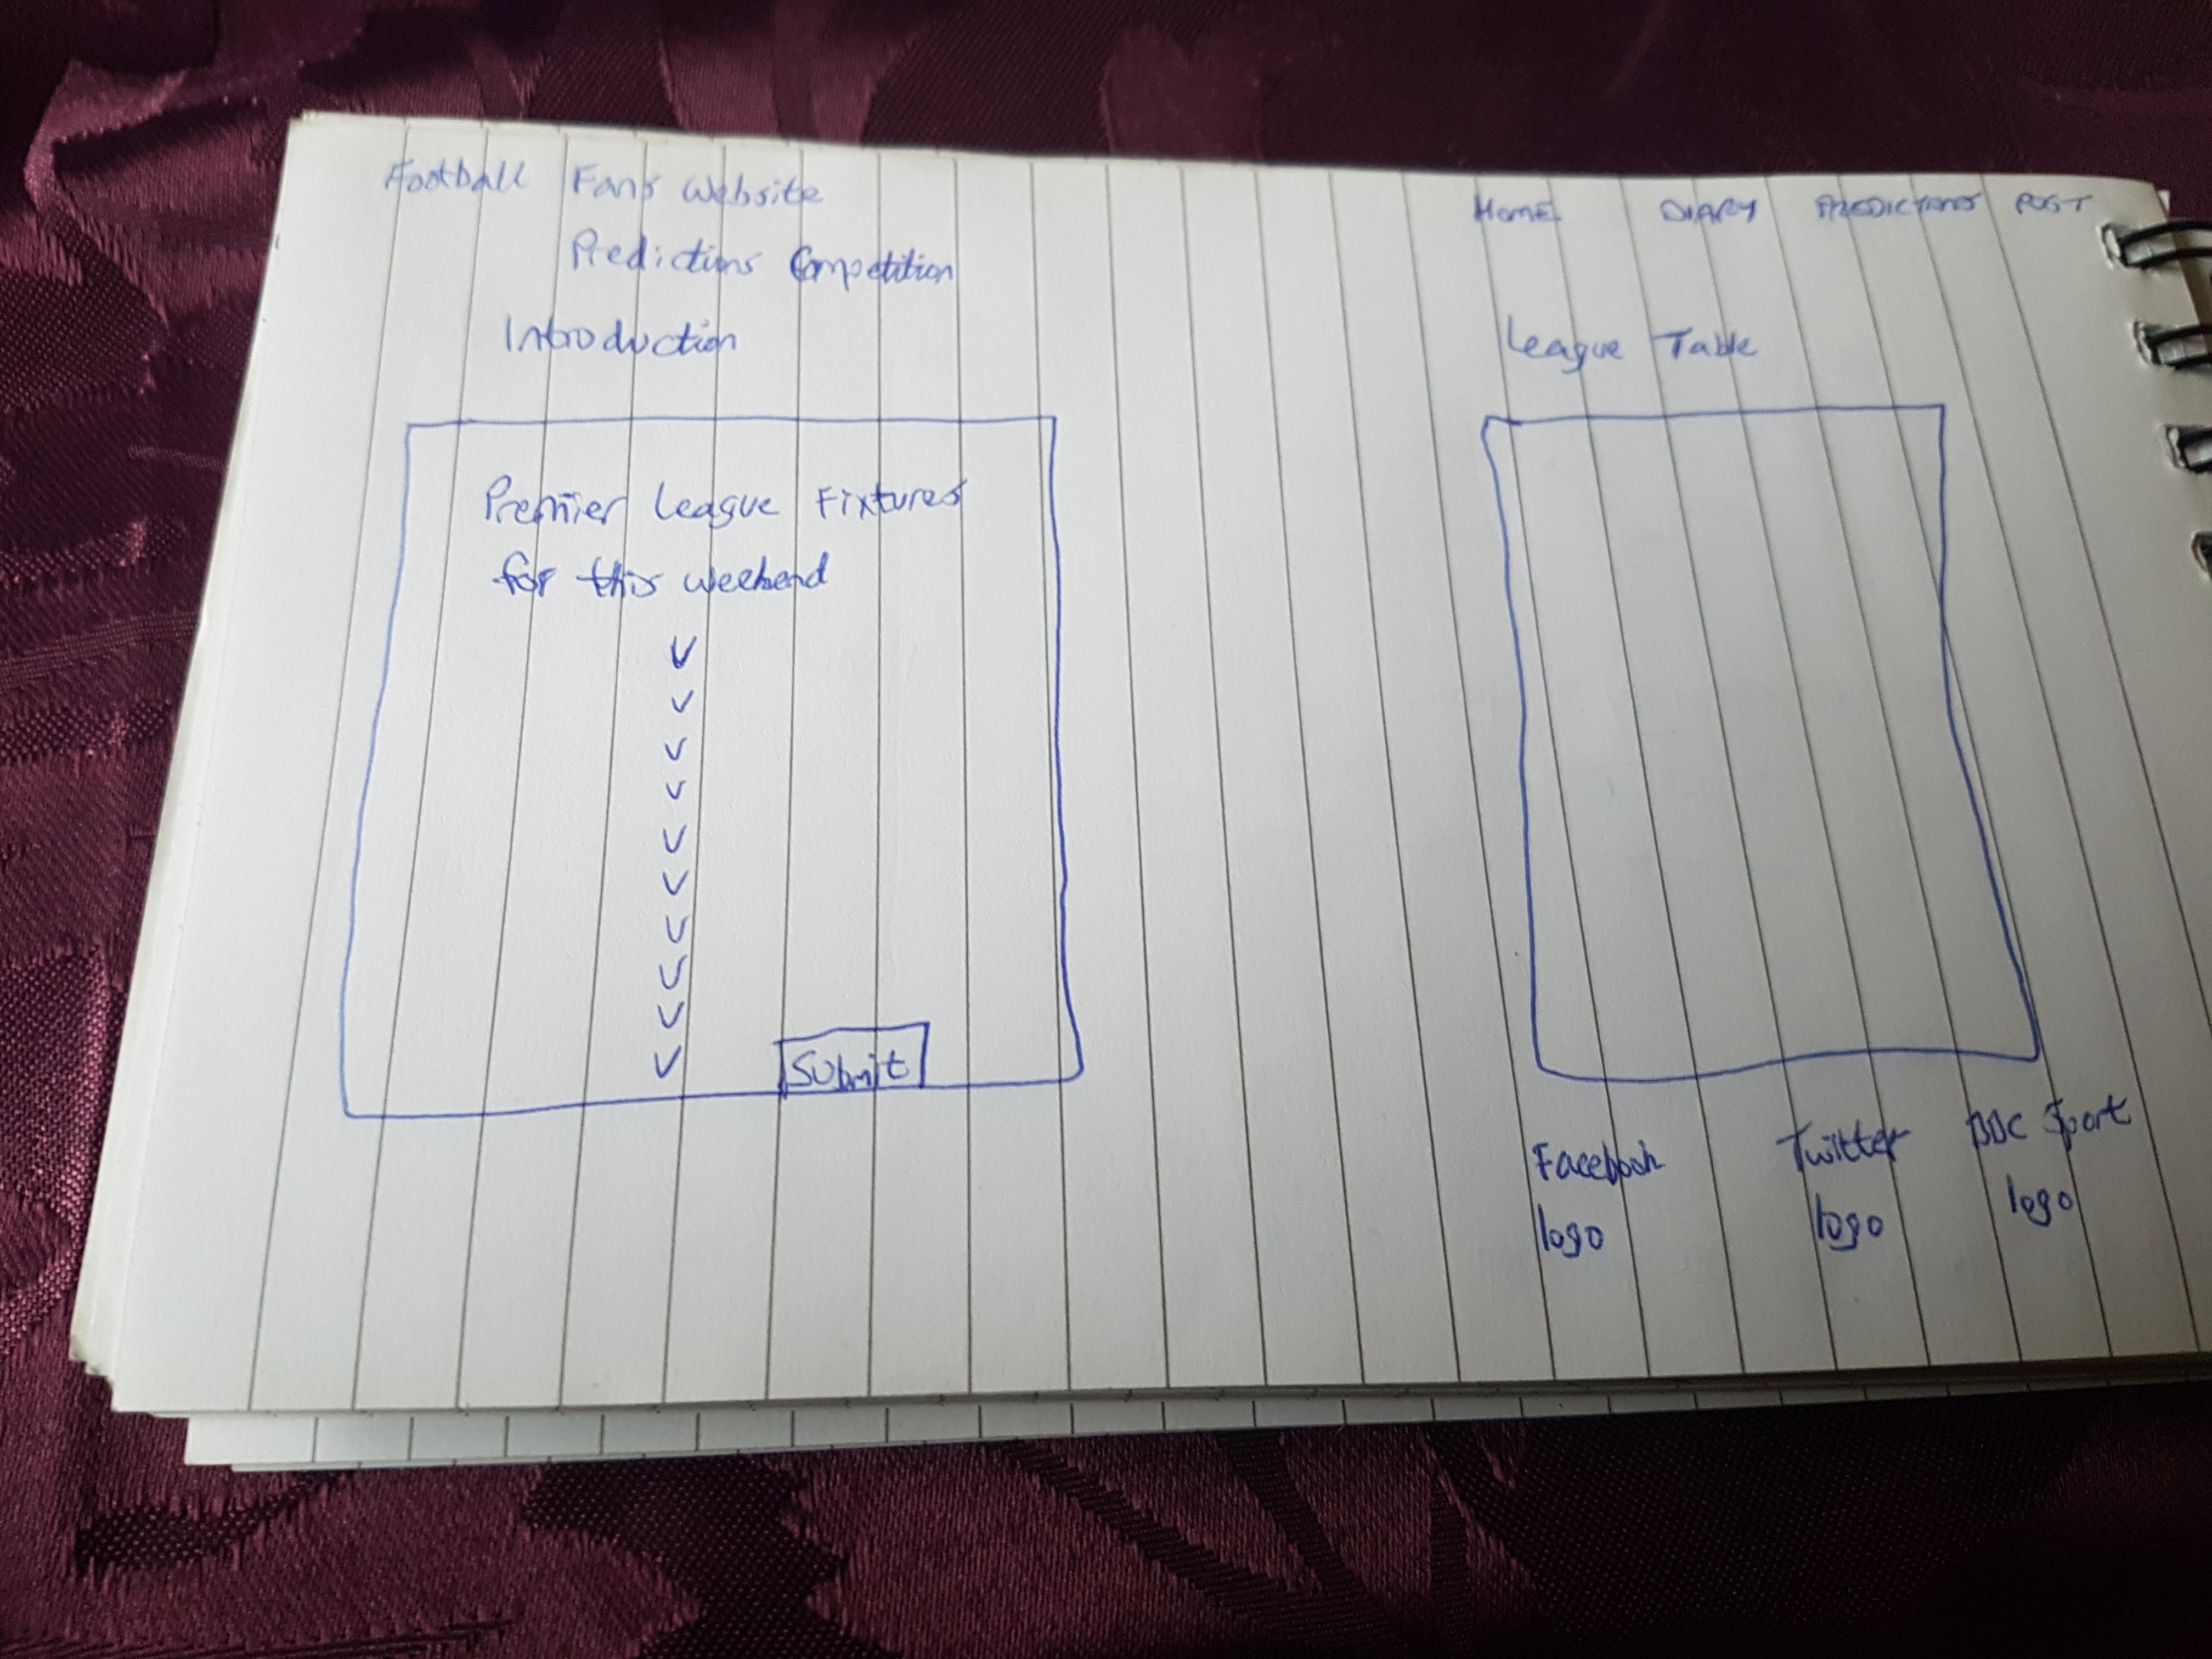 Football Fans Website
HOME DIARY PREDICTIONS POST
Predictions Competition
Introduction
League Table
Premier League Fixtures
for this weekend
V
V
V
V
V
V
V
V
V
V
Submit
Facebook logo
Twitter logo
BBC Sport logo